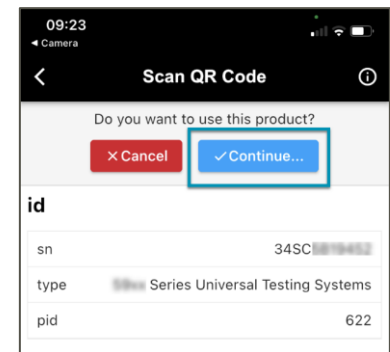 09:23
◄ Camera
Scan QR Code
Do you want to use this product?
× Cancel
✓ Continue...
id
sn 34SC
type Series Universal Testing Systems
pid 622